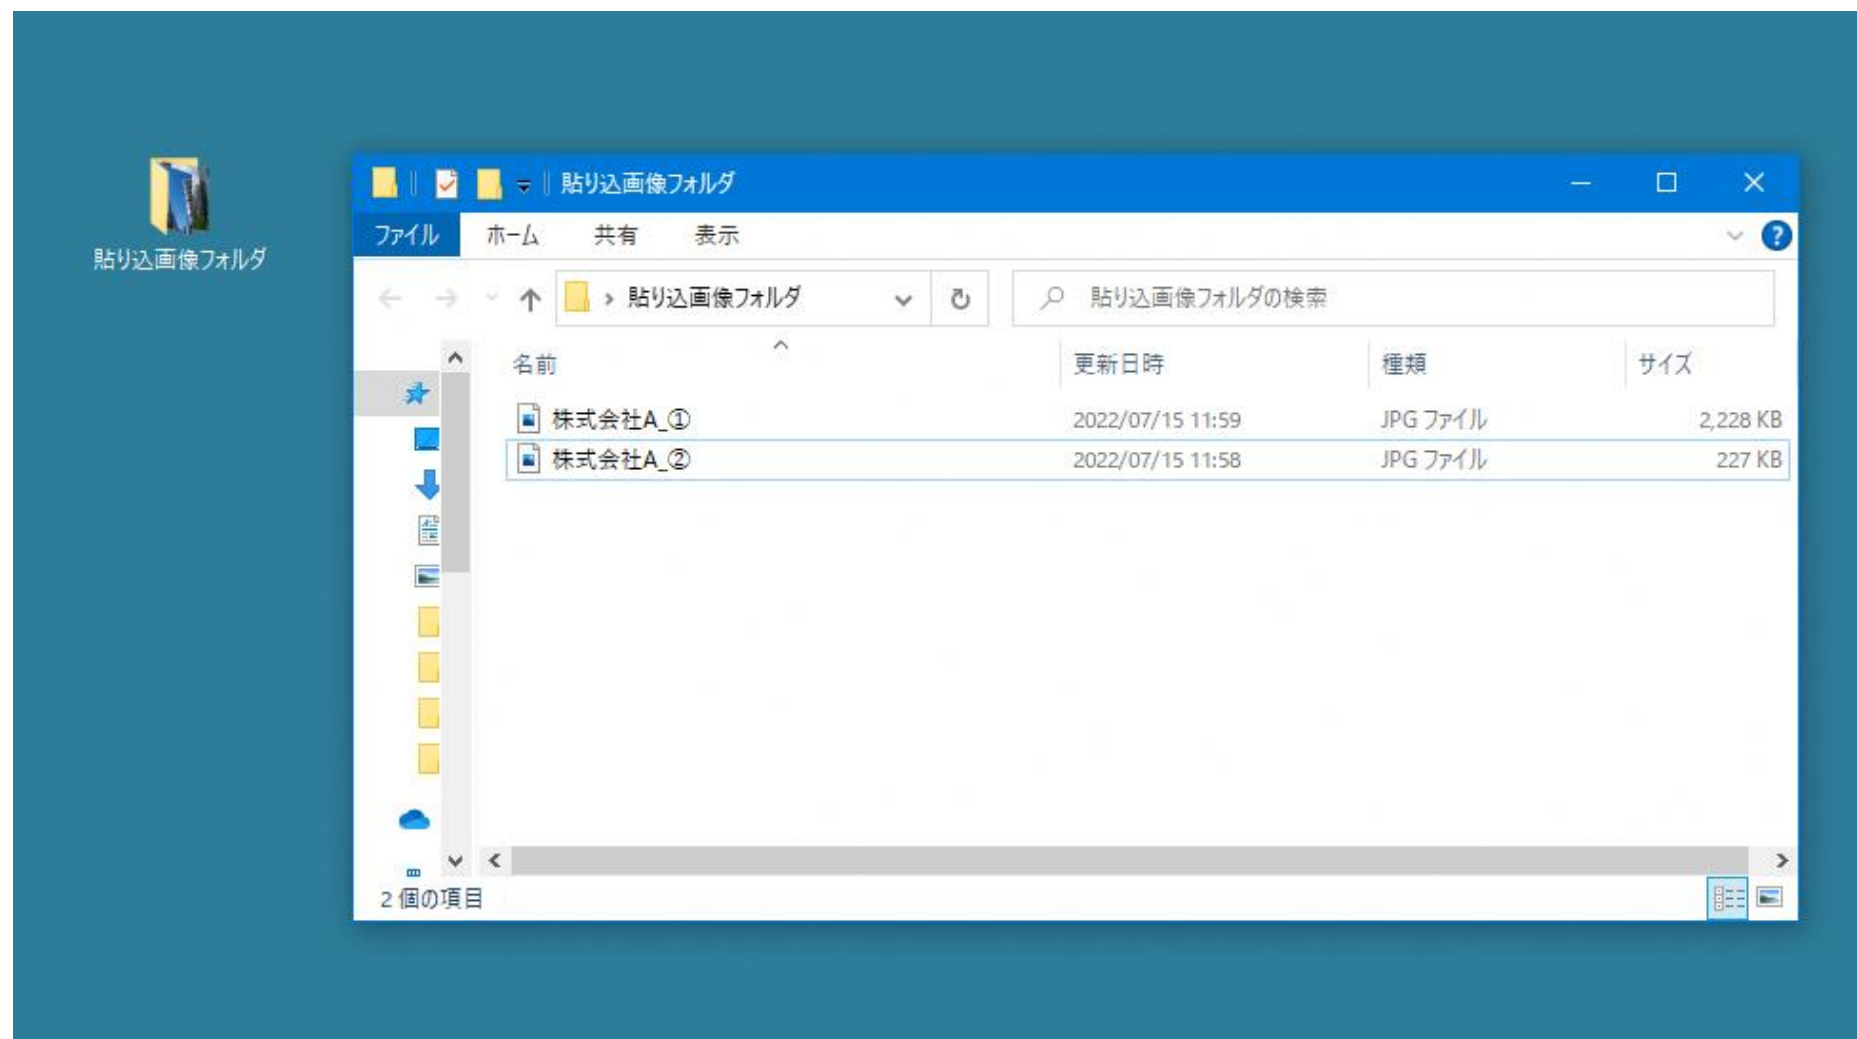 貼り込画像フォルダ
貼り込画像フォルダ
ファイル ホーム 共有 表示
貼り込画像フォルダ 貼り込画像フォルダの検索
名前 更新日時 種類 サイズ
株式会社A_① 2022/07/15 11:59 JPG ファイル 2,228 KB
株式会社A_② 2022/07/15 11:58 JPG ファイル 227 KB
2 個の項目